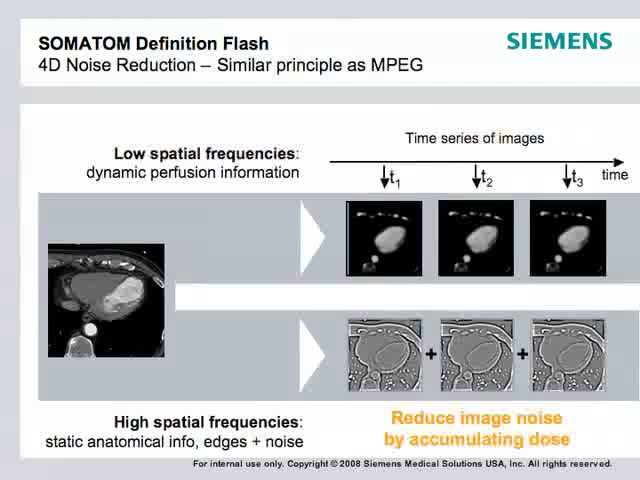 SOMATOM Definition Flash
SIEMENS
4D Noise Reduction – Similar principle as MPEG
Time series of images
Low spatial frequencies:
dynamic perfusion information
t1
t2
t3
time
+
+
High spatial frequencies:
static anatomical info, edges + noise
Reduce image noise
by accumulating dose
For internal use only. Copyright © 2008 Siemens Medical Solutions USA, Inc. All rights reserved.